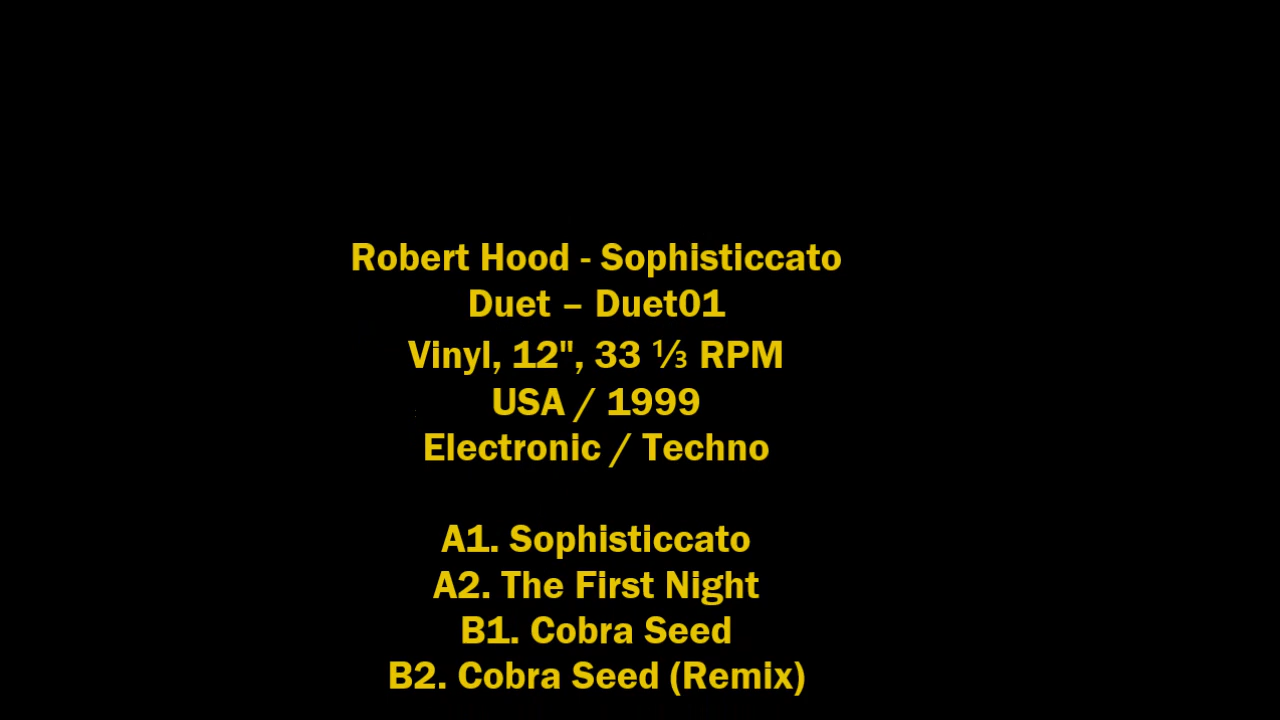 Robert Hood - Sophisticcato
Duet – Duet01
Vinyl, 12", 33 ⅓ RPM
USA / 1999
Electronic / Techno
A1. Sophisticcato
A2. The First Night
B1. Cobra Seed
B2. Cobra Seed (Remix)